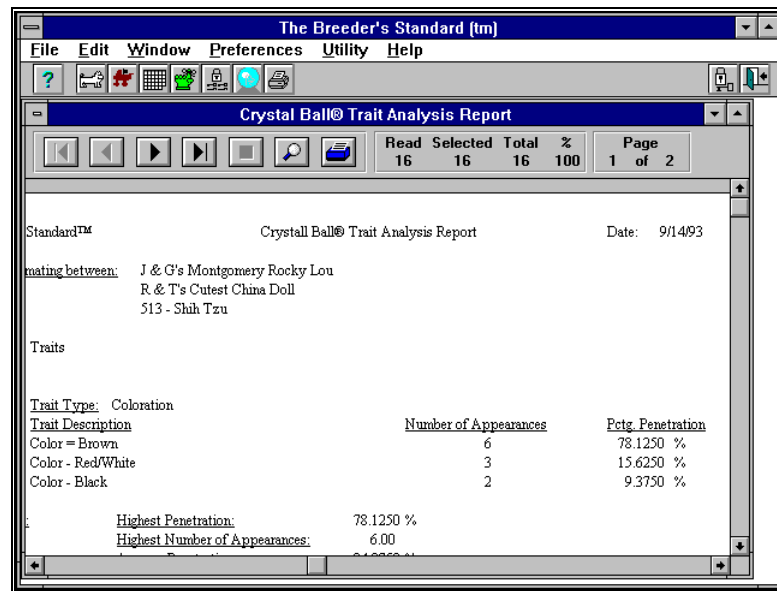 The Breeder's Standard (tm)
File Edit Window Preferences Utility Help
?
Crystal Ball® Trait Analysis Report
Read Selected Total % Page
16 16 16 100 1 of 2
Standard™ Crystall Ball® Trait Analysis Report Date: 9/14/93
mating between: J & G's Montgomery Rocky Lou
R & T's Cutest China Doll
513 - Shih Tzu
Traits
Trait Type: Coloration
Trait Description Number of Appearances Pctg. Penetration
Color = Brown 6 78.1250 %
Color - Red/White 3 15.6250 %
Color - Black 2 9.3750 %
Highest Penetration: 78.1250 %
Highest Number of Appearances: 6.00